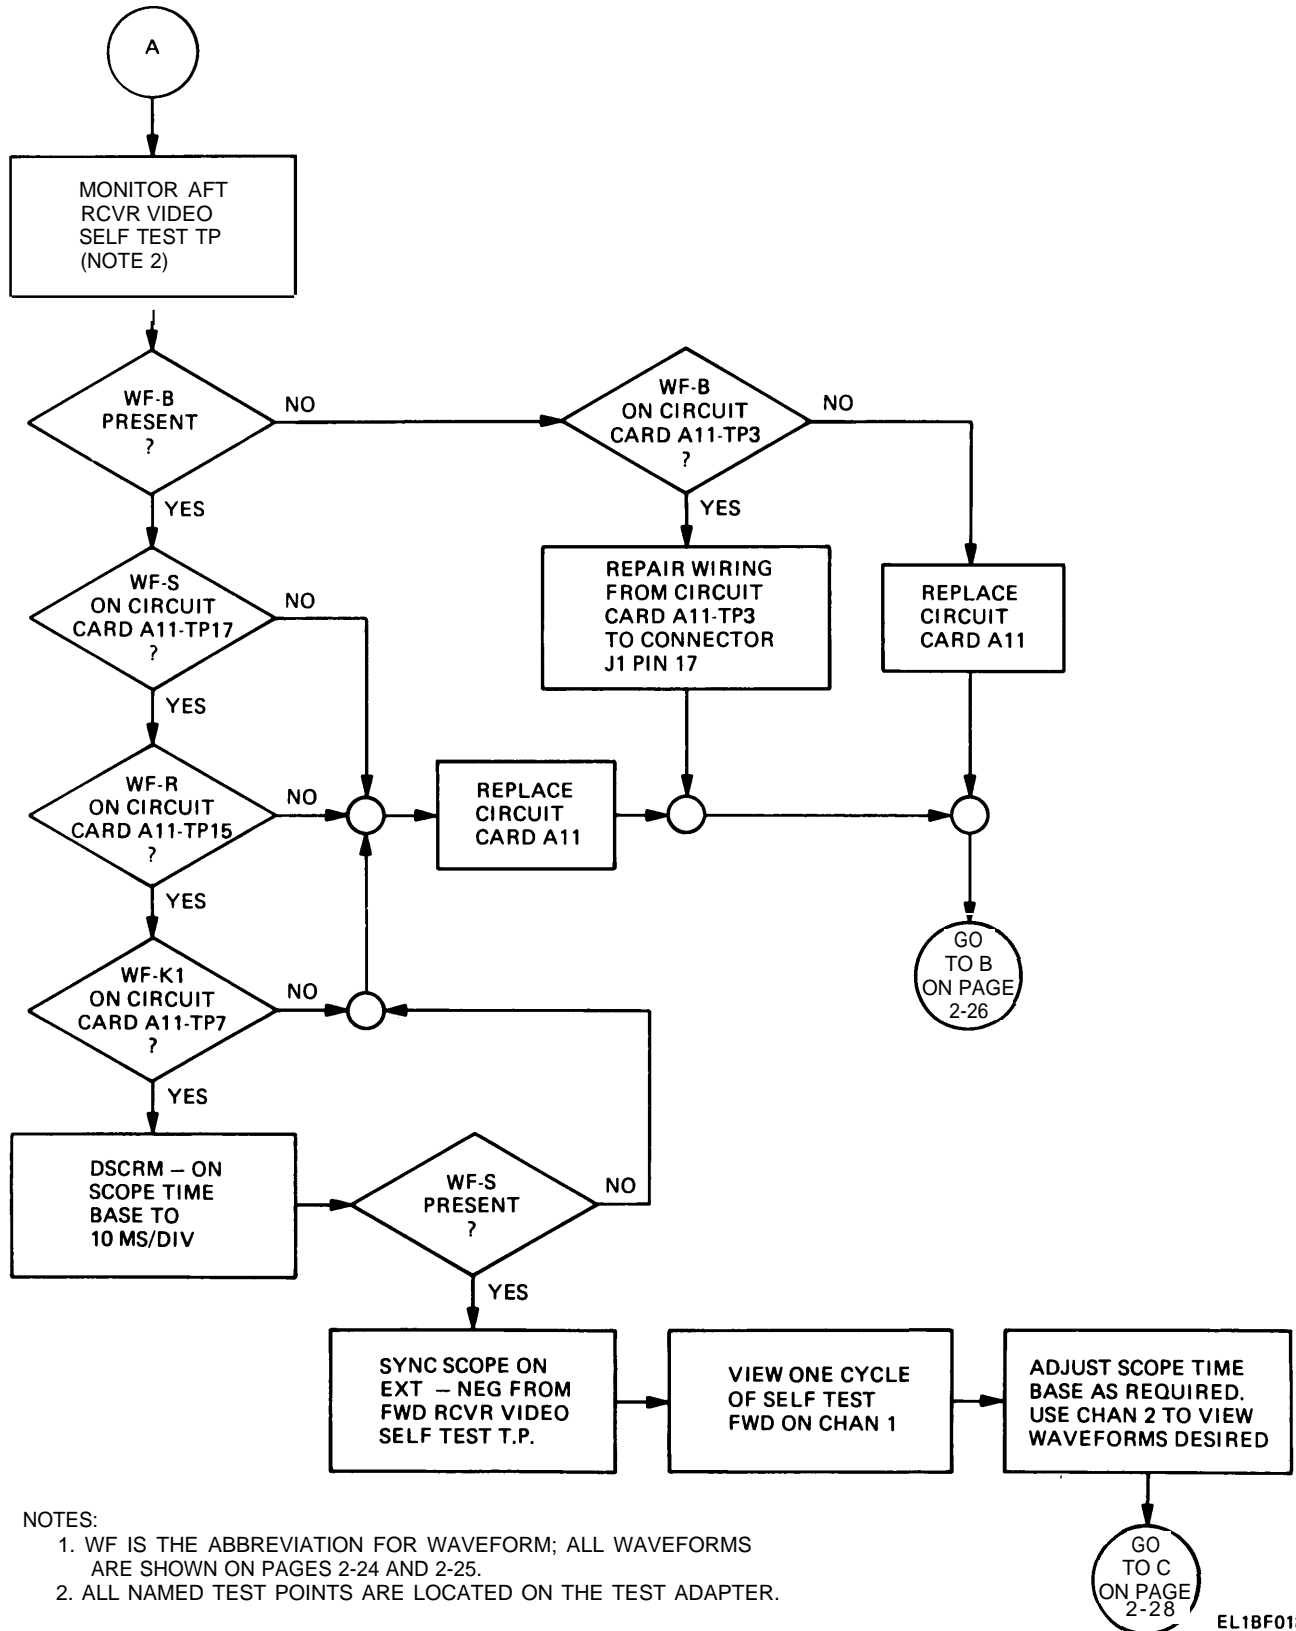 A
MONITOR AFT
RCVR VIDEO
SELF TEST TP
(NOTE 2)
WF-B
PRESENT
?
NO
YES
WF-B
ON CIRCUIT
CARD A11-TP3
?
NO
YES
REPAIR WIRING
FROM CIRCUIT
CARD A11-TP3
TO CONNECTOR
J1 PIN 17
REPLACE
CIRCUIT
CARD A11
WF-S
ON CIRCUIT
CARD A11-TP17
?
NO
YES
WF-R
ON CIRCUIT
CARD A11-TP15
?
NO
YES
REPLACE
CIRCUIT
CARD A11
GO
TO B
ON PAGE
2-26
WF-K1
ON CIRCUIT
CARD A11-TP7
?
NO
YES
DSCRM – ON
SCOPE TIME
BASE TO
10 MS/DIV
WF-S
PRESENT
?
NO
YES
SYNC SCOPE ON
EXT – NEG FROM
FWD RCVR VIDEO
SELF TEST T.P.
VIEW ONE CYCLE
OF SELF TEST
FWD ON CHAN 1
ADJUST SCOPE TIME
BASE AS REQUIRED.
USE CHAN 2 TO VIEW
WAVEFORMS DESIRED
GO
TO C
ON PAGE
2-28
NOTES:
1. WF IS THE ABBREVIATION FOR WAVEFORM; ALL WAVEFORMS
ARE SHOWN ON PAGES 2-24 AND 2-25.
2. ALL NAMED TEST POINTS ARE LOCATED ON THE TEST ADAPTER.